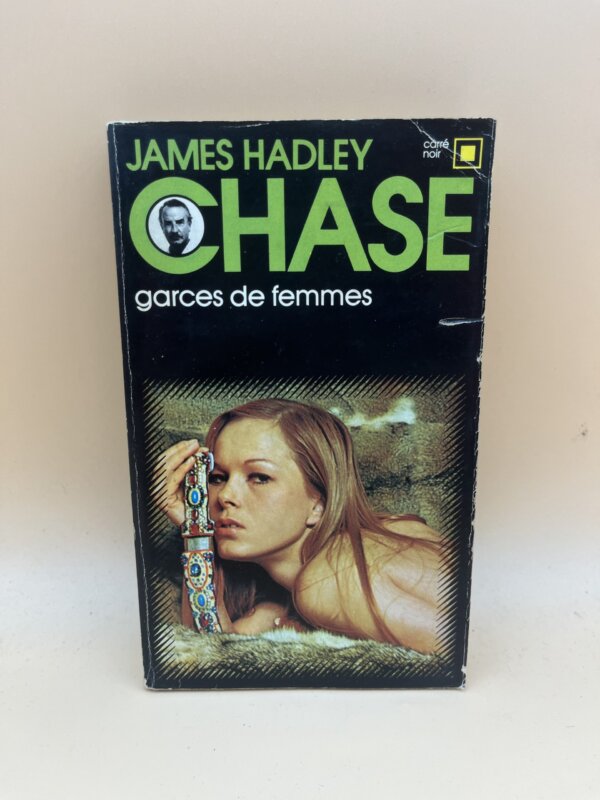 JAMES HADLEY
carré
noir
CHASE
garces de femmes